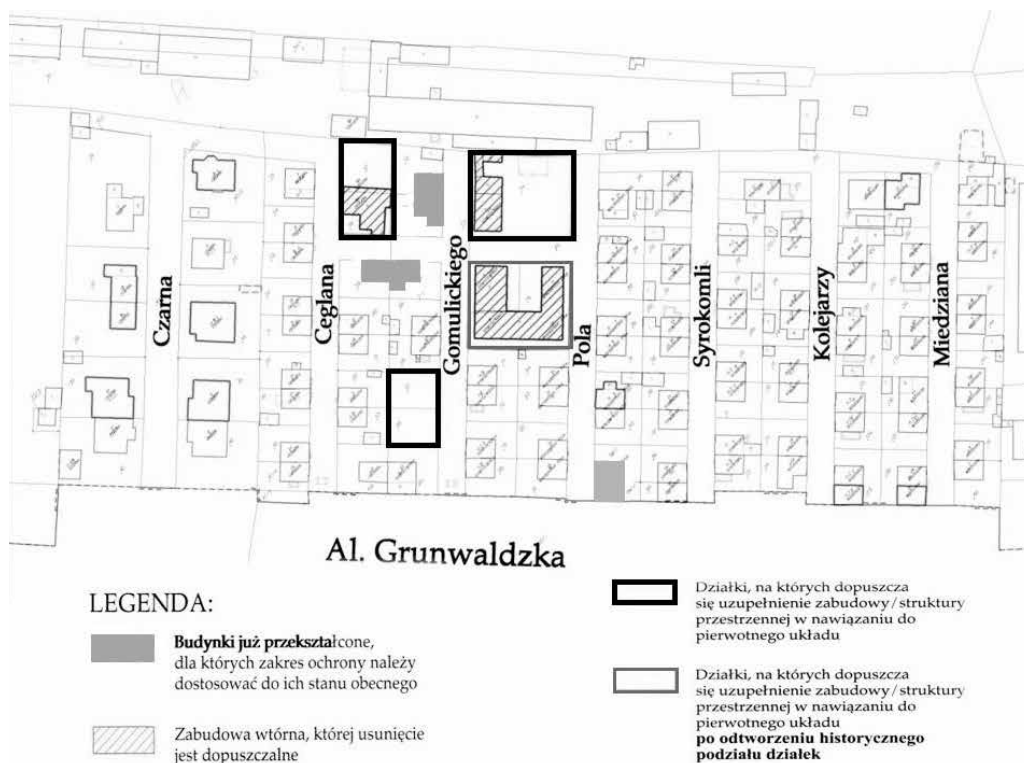 Czarna
Ceglana
Gomulickiego
Pola
Syrokomli
Kolejarzy
Miedziana
Al. Grunwaldzka
LEGENDA:
Budynki już przekształcone,
dla których zakres ochrony należy
dostosować do ich stanu obecnego
Zabudowa wtórna, której usunięcie
jest dopuszczalne
Działki, na których dopuszcza
się uzupełnienie zabudowy/struktury
przestrzennej w nawiązaniu do
pierwotnego układu
Działki, na których dopuszcza
się uzupełnienie zabudowy/struktury
przestrzennej w nawiązaniu do
pierwotnego układu
po odtworzeniu historycznego
podziału działek